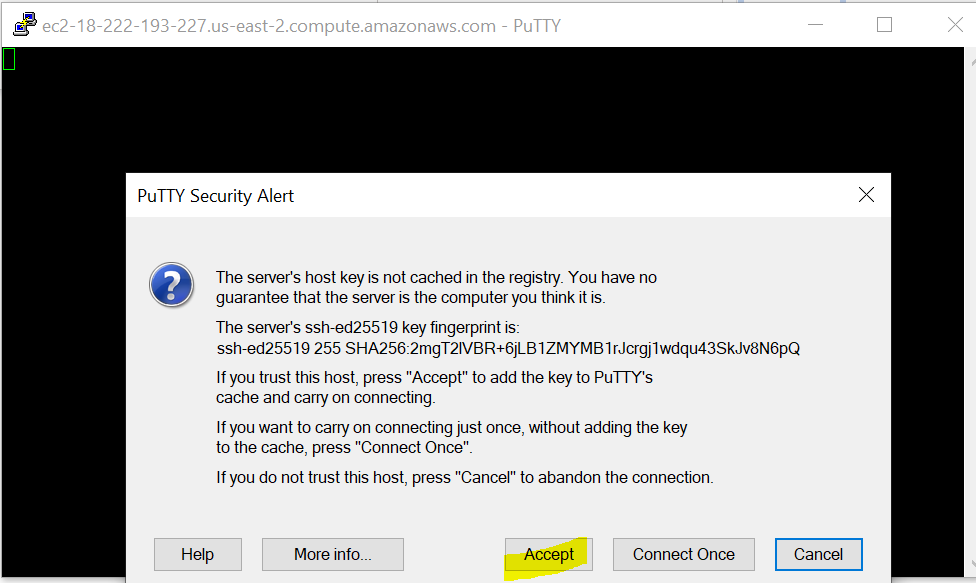 ec2-18-222-193-227.us-east-2.compute.amazonaws.com - PuTTY
PuTTY Security Alert
The server's host key is not cached in the registry. You have no
guarantee that the server is the computer you think it is.
The server's ssh-ed25519 key fingerprint is:
ssh-ed25519 255 SHA256:2mgT2lVBR+6jLB1ZMYMB1rJcrgj1wdqu43SkJv8N6pQ
If you trust this host, press "Accept" to add the key to PuTTY's
cache and carry on connecting.
If you want to carry on connecting just once, without adding the key
to the cache, press "Connect Once".
If you do not trust this host, press "Cancel" to abandon the connection.
Help More info... Accept Connect Once Cancel